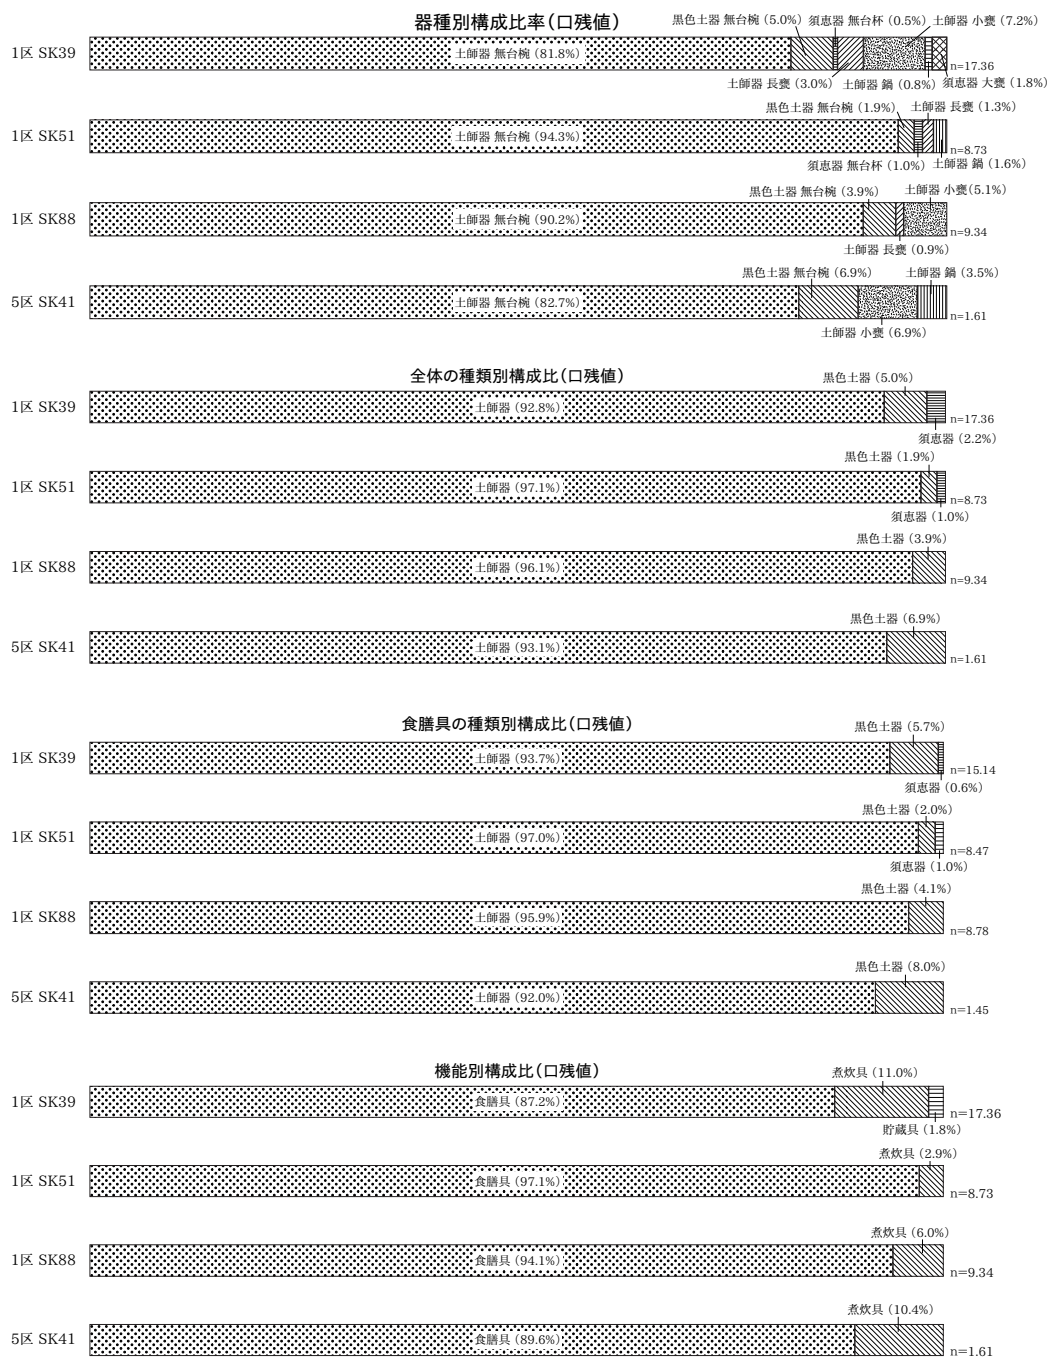 器種別構成比率(口残値)
黒色土器 無台椀 (5.0%) 須恵器 無台杯 (0.5%) 土師器 小甕 (7.2%)
1区 SK39 土師器 無台椀 (81.8%) n=17.36
土師器 長甕 (3.0%) 土師器 鍋 (0.8%) 須恵器 大甕 (1.8%)
黒色土器 無台椀 (1.9%) 土師器 長甕 (1.3%)
1区 SK51 土師器 無台椀 (94.3%) n=8.73
須恵器 無台杯 (1.0%) 土師器 鍋 (1.6%)
黒色土器 無台椀 (3.9%) 土師器 小甕(5.1%)
1区 SK88 土師器 無台椀 (90.2%) n=9.34
土師器 長甕 (0.9%)
黒色土器 無台椀 (6.9%) 土師器 鍋 (3.5%)
5区 SK41 土師器 無台椀 (82.7%) n=1.61
土師器 小甕 (6.9%)
全体の種類別構成比(口残値)
黒色土器 (5.0%)
1区 SK39 土師器 (92.8%) n=17.36
須恵器 (2.2%)
黒色土器 (1.9%)
1区 SK51 土師器 (97.1%) n=8.73
須恵器 (1.0%)
黒色土器 (3.9%)
1区 SK88 土師器 (96.1%) n=9.34
黒色土器 (6.9%)
5区 SK41 土師器 (93.1%) n=1.61
食膳具の種類別構成比(口残値)
黒色土器 (5.7%)
1区 SK39 土師器 (93.7%) n=15.14
須恵器 (0.6%)
黒色土器 (2.0%)
1区 SK51 土師器 (97.0%) n=8.47
須恵器 (1.0%)
黒色土器 (4.1%)
1区 SK88 土師器 (95.9%) n=8.78
黒色土器 (8.0%)
5区 SK41 土師器 (92.0%) n=1.45
機能別構成比(口残値)
煮炊具 (11.0%)
1区 SK39 食膳具 (87.2%) n=17.36
貯蔵具 (1.8%)
煮炊具 (2.9%)
1区 SK51 食膳具 (97.1%) n=8.73
煮炊具 (6.0%)
1区 SK88 食膳具 (94.1%) n=9.34
煮炊具 (10.4%)
5区 SK41 食膳具 (89.6%) n=1.61